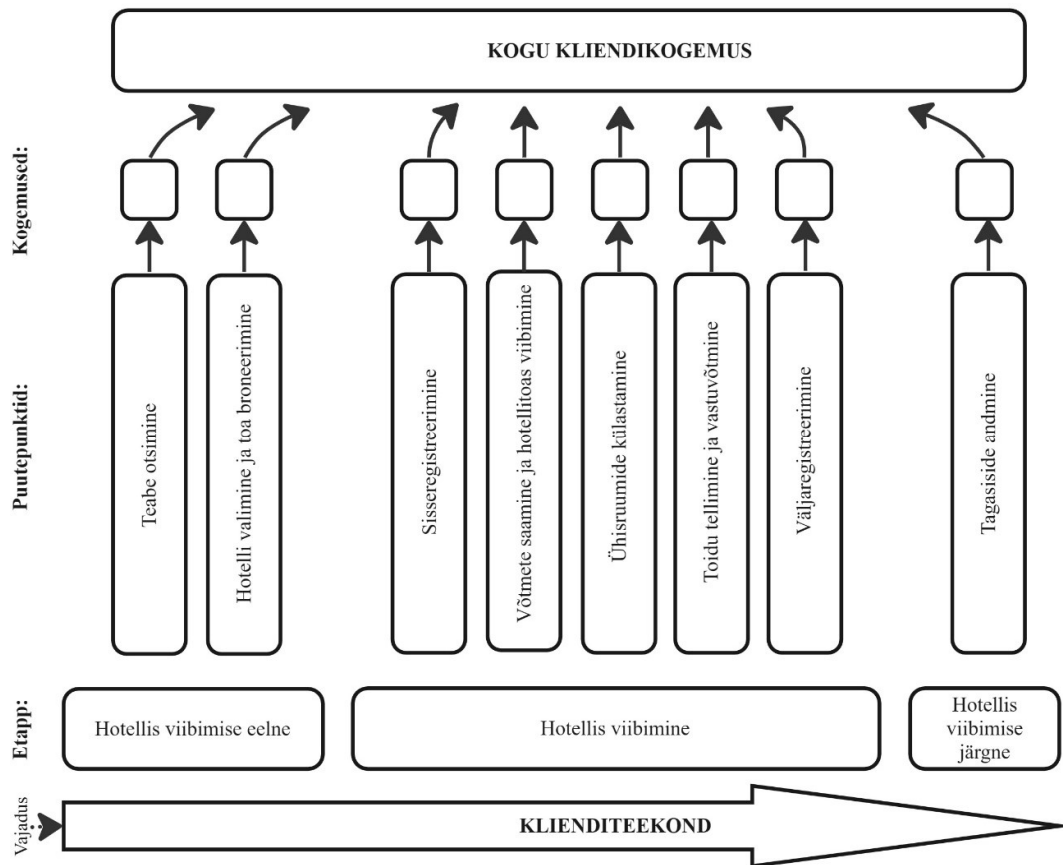 KOGU KLIENDIKOGEMUS
Kogemused:
Puutepunktid:
Teabe otsimine
Hotelli valimine ja toa broneerimine
Sisseregistreerimine
Võtmete saamine ja hotellitoas viibimine
Ühisruumide külastamine
Toidu tellimine ja vastuvõtmine
Väljaregistreerimine
Tagasiside andmine
Etapp:
Hotellis viibimise eelne
Hotellis viibimine
Hotellis
viibimise
järgne
Vajadus
KLIENDITEEKOND